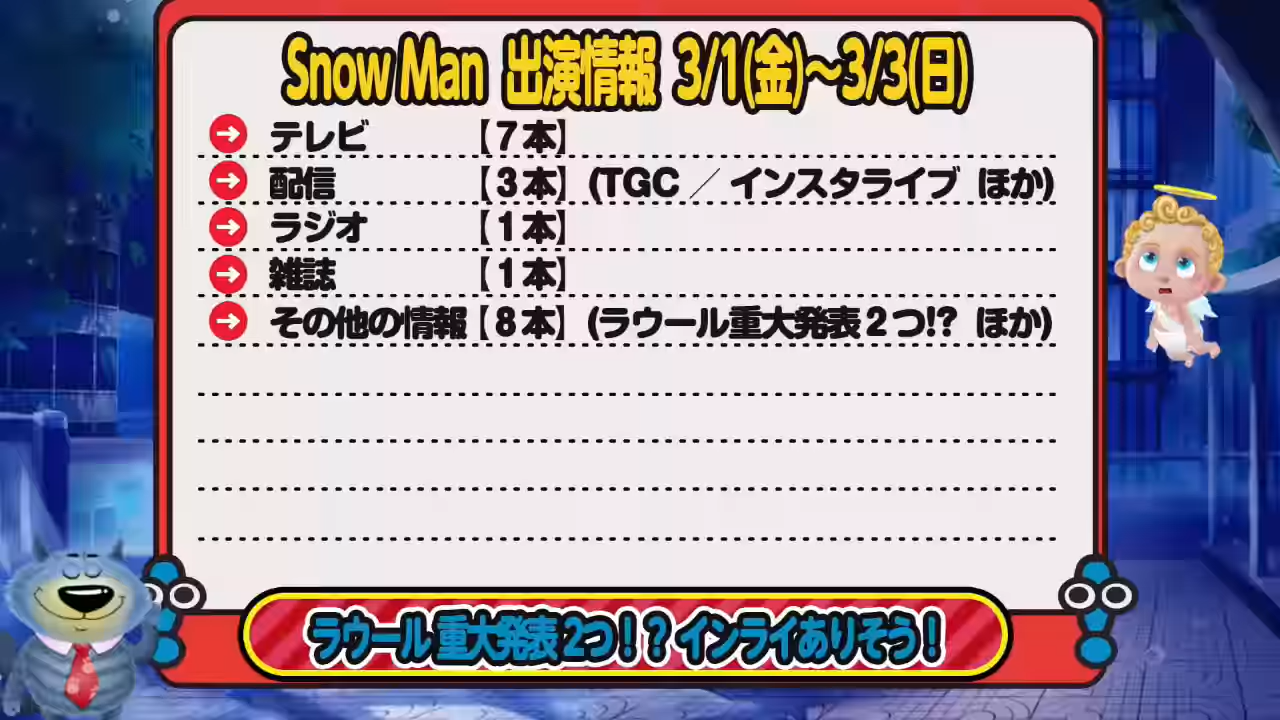 Snow Man 出演情報 3/1(金)～3/3(日)
テレビ 【7本】
配信 【3本】 (TGC ／ インスタライブ ほか)
ラジオ 【1本】
雑誌 【1本】
その他の情報 【8本】 (ラウール重大発表2つ!? ほか)
ラウール 重大発表 2つ！？ インライありそう！